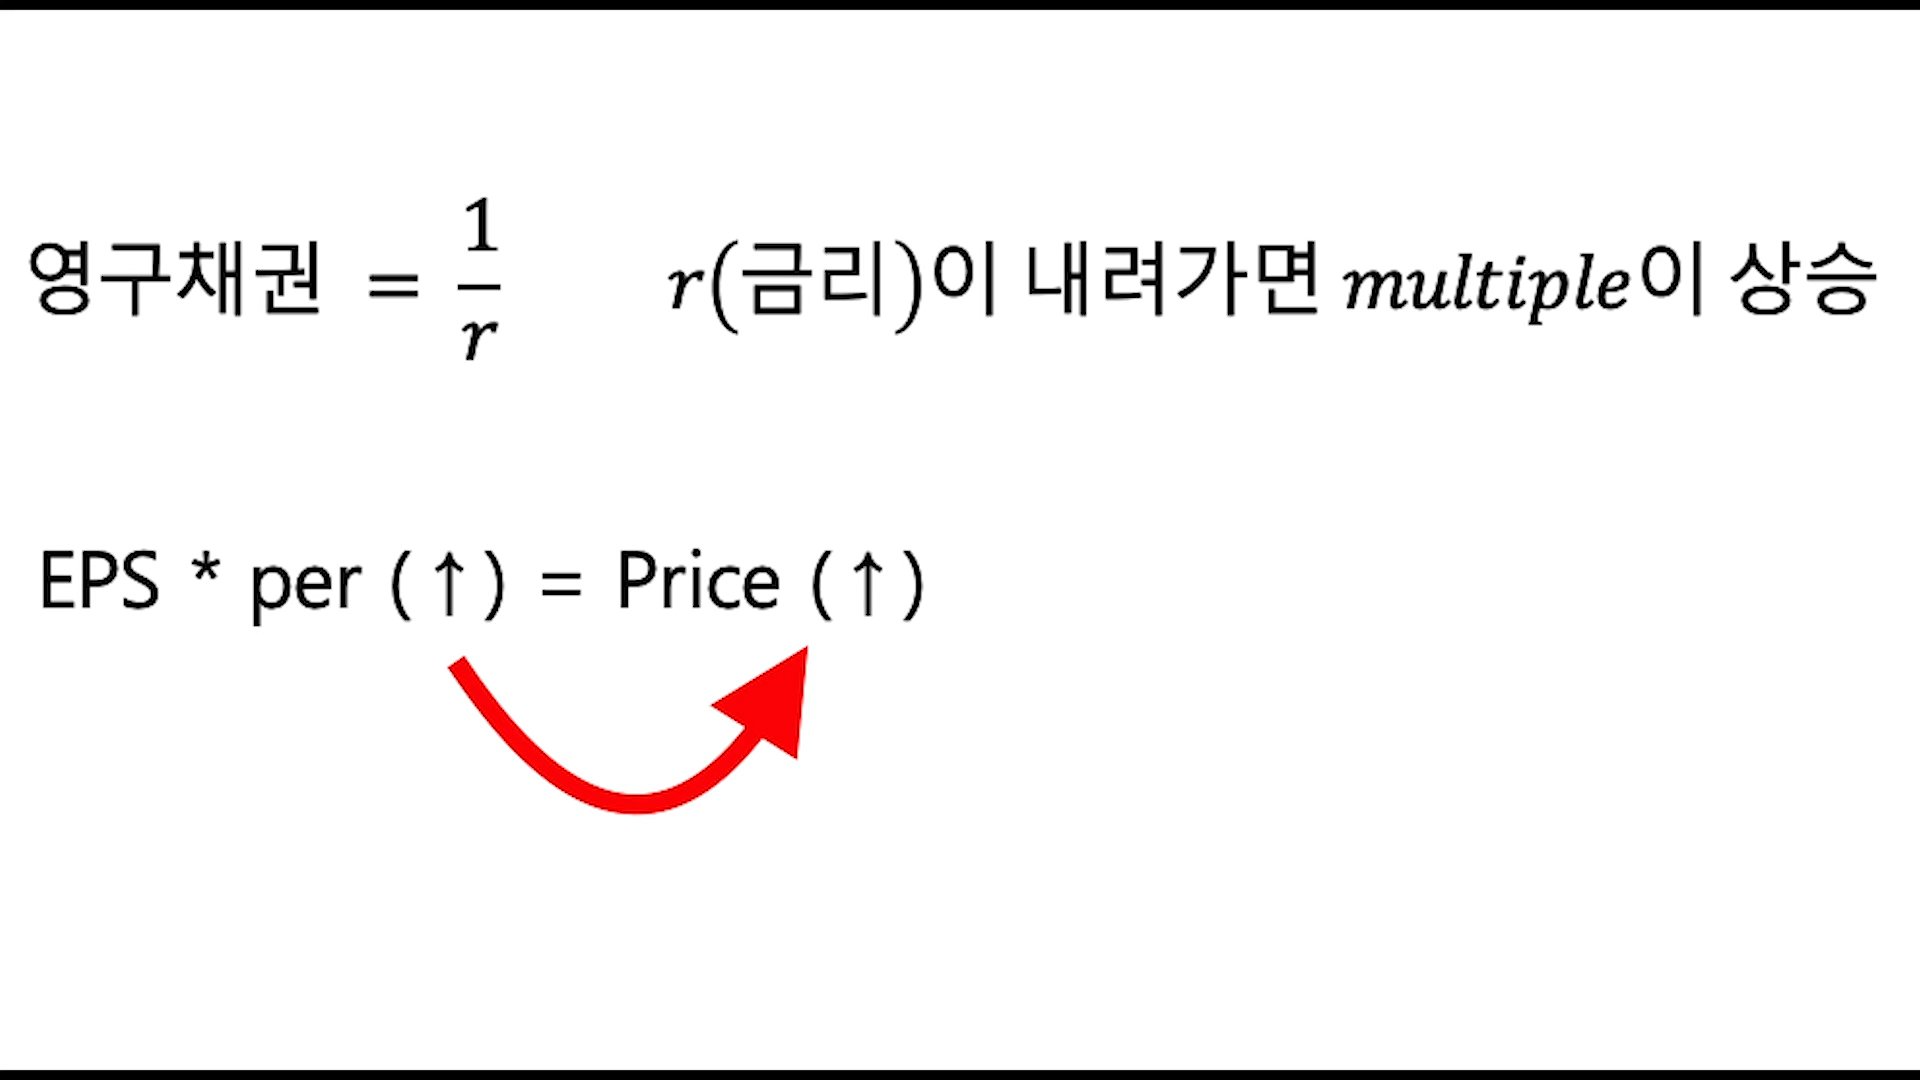 영구채권 = 1/r r(금리)이 내려가면 multiple이 상승
EPS * per (↑) = Price (↑)